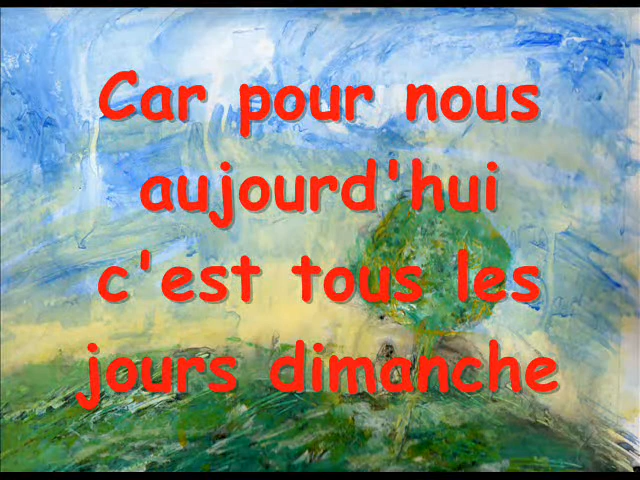 Car pour nous
aujourd'hui
c'est tous les
jours dimanche